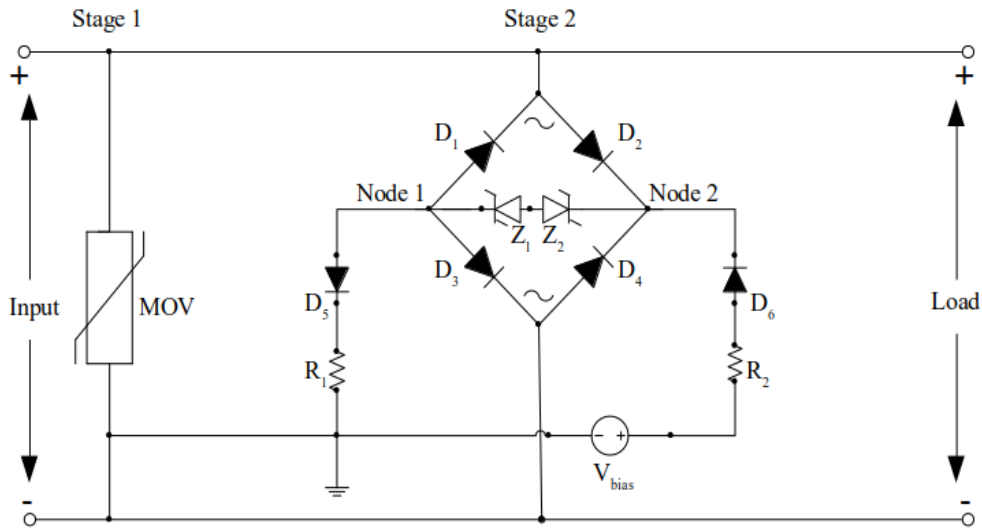 Stage 1
Stage 2
+
+
D1
D2
Node 1
Node 2
Z1
Z2
D3
D4
D5
D6
Input
MOV
Load
R1
R2
- +
Vbias
-
-